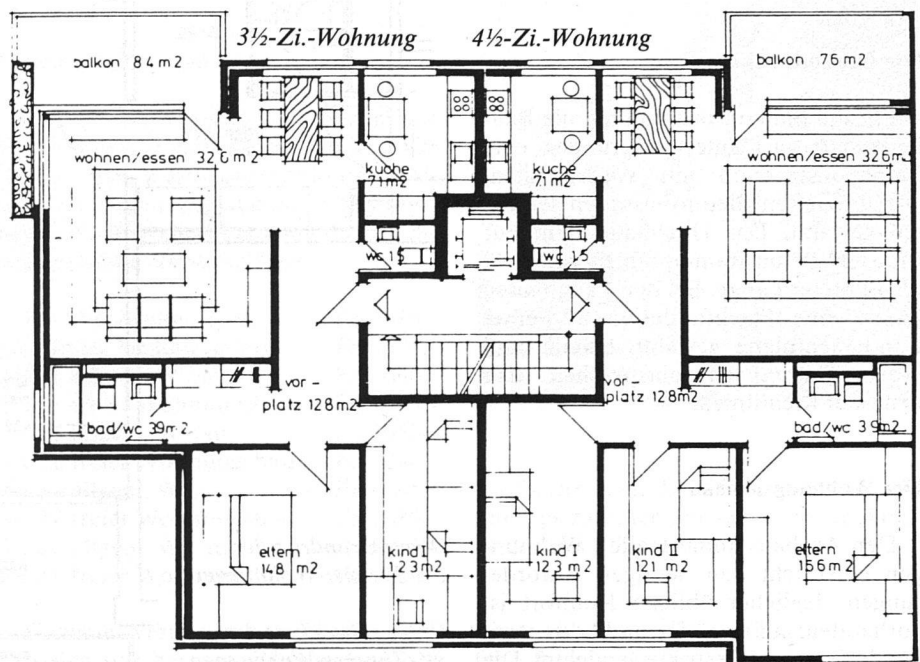 3½-Zi.-Wohnung
4½-Zi.-Wohnung
balkon 8.4 m2
balkon 7.6 m2
wohnen/essen 32.6 m2
küche
7.1 m2
küche
7.1 m2
wohnen/essen 32.6 m2
wc 1.5
wc 1.5
vor-
platz 12.8 m2
vor-
platz 12.8 m2
bad/wc 3.9 m2
bad/wc 3.9 m2
eltern
14.8 m2
kind I
12.3 m2
kind I
12.3 m2
kind II
12.1 m2
eltern
15.6 m2